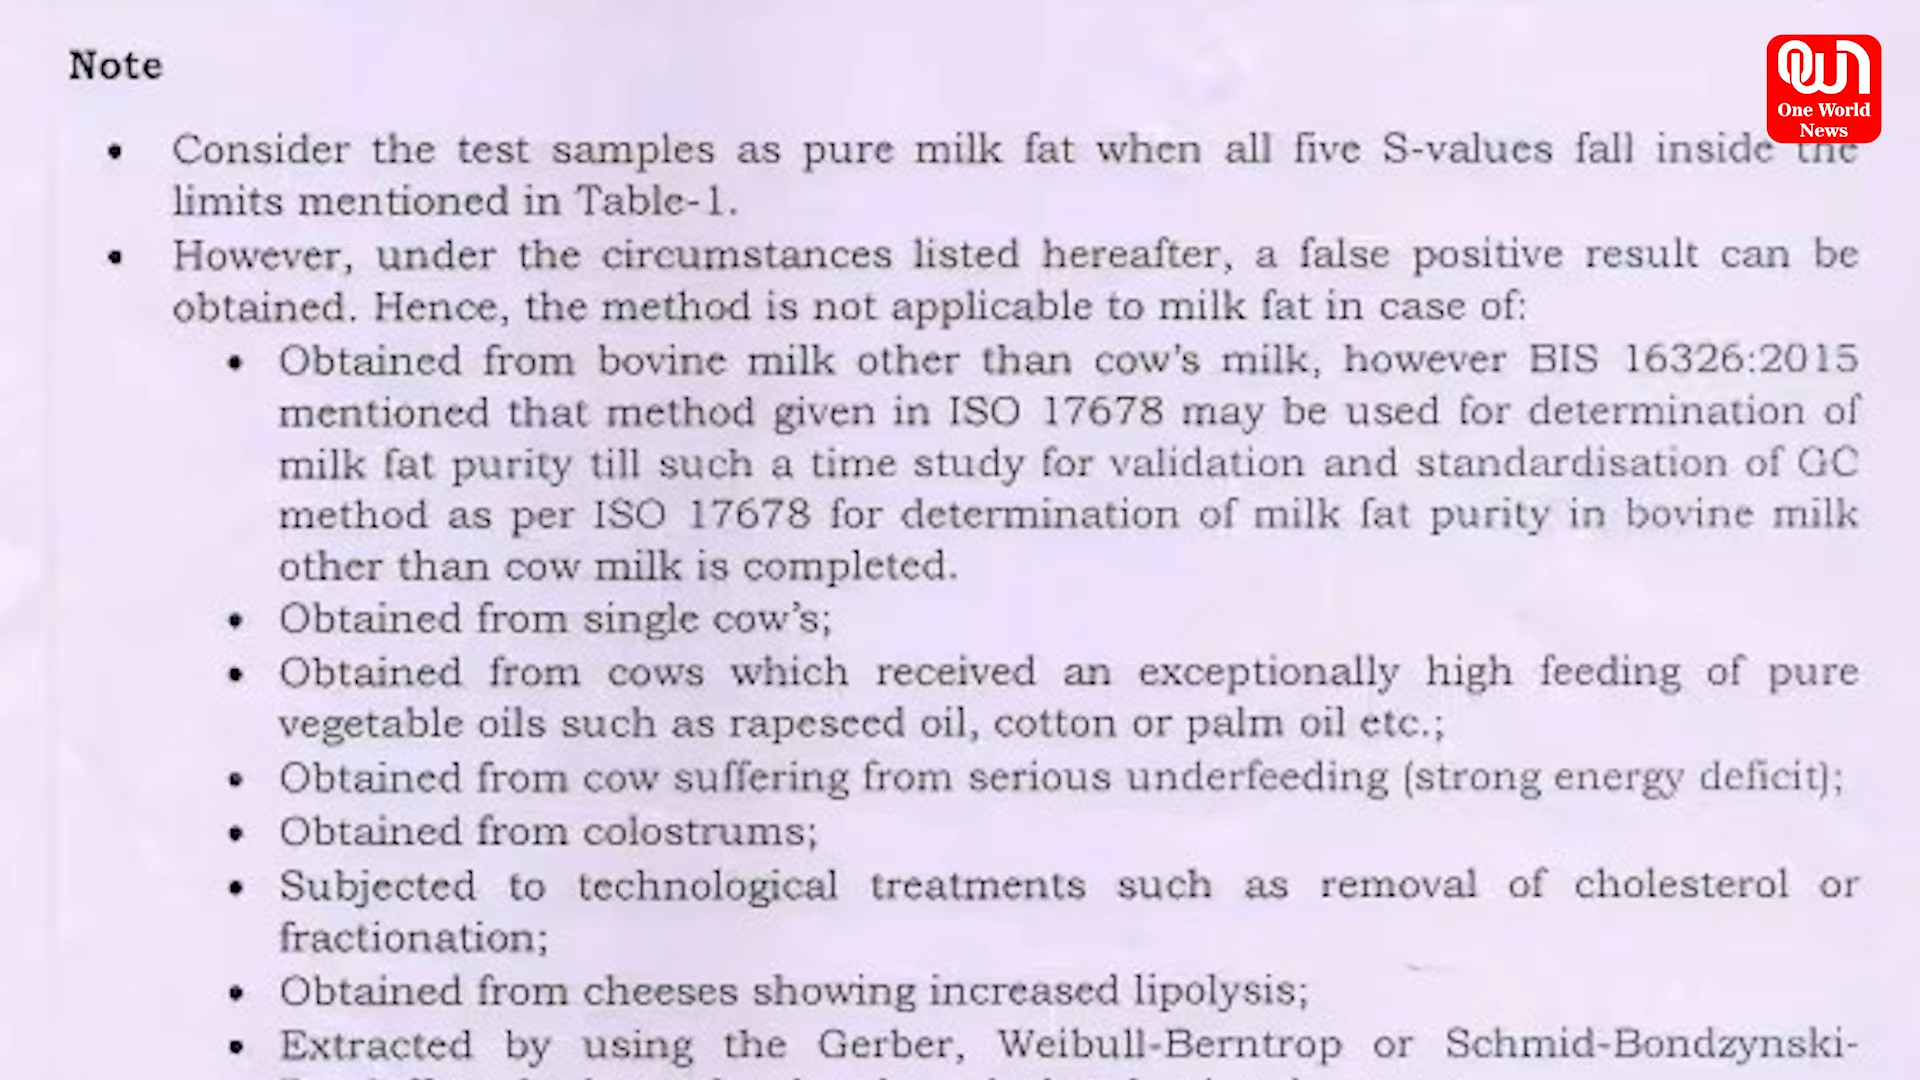 Note
• Consider the test samples as pure milk fat when all five S-values fall inside the
limits mentioned in Table-1.
• However, under the circumstances listed hereafter, a false positive result can be
obtained. Hence, the method is not applicable to milk fat in case of:
• Obtained from bovine milk other than cow's milk, however BIS 16326:2015
mentioned that method given in ISO 17678 may be used for determination of
milk fat purity till such a time study for validation and standardisation of GC
method as per ISO 17678 for determination of milk fat purity in bovine milk
other than cow milk is completed.
• Obtained from single cow's;
• Obtained from cows which received an exceptionally high feeding of pure
vegetable oils such as rapeseed oil, cotton or palm oil etc.;
• Obtained from cow suffering from serious underfeeding (strong energy deficit);
• Obtained from colostrums;
• Subjected to technological treatments such as removal of cholesterol or
fractionation;
• Obtained from cheeses showing increased lipolysis;
• Extracted by using the Gerber, Weibull-Berntrop or Schmid-Bondzynski-
own
One World
News